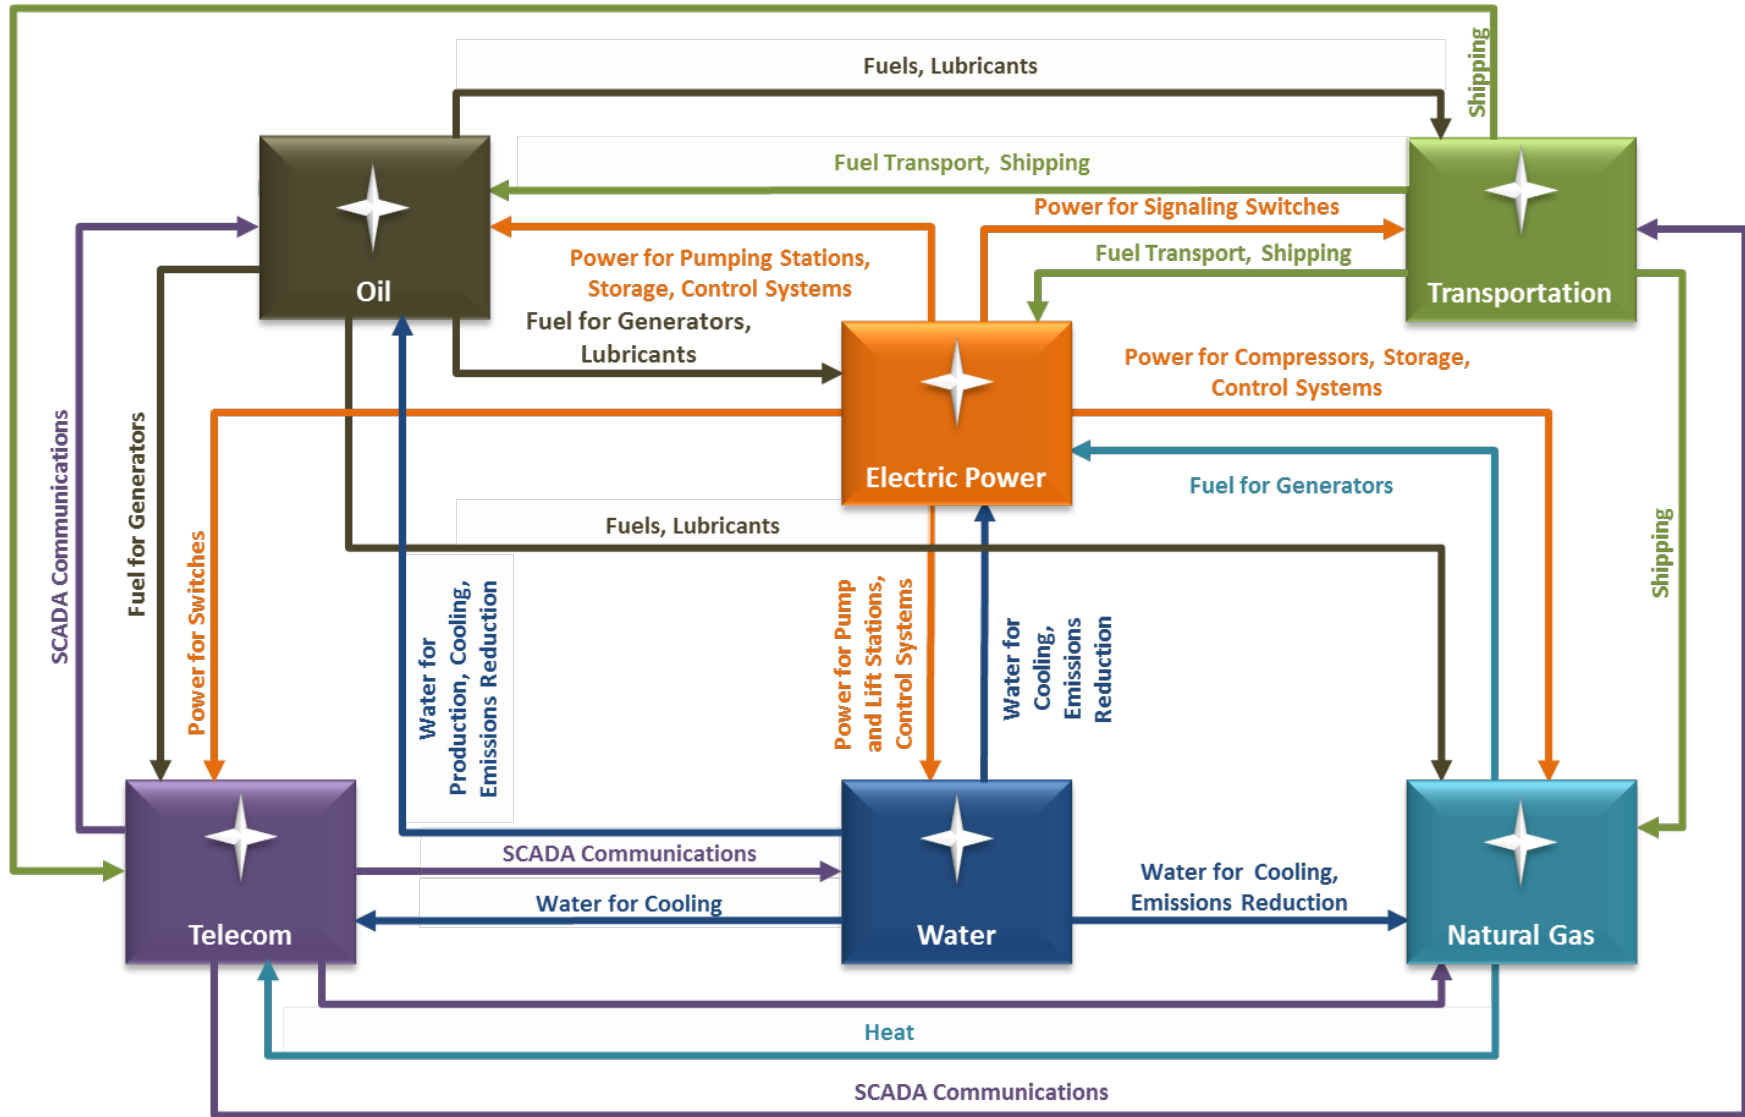 Shipping
Fuels, Lubricants
Fuel Transport, Shipping
Power for Signaling Switches
Fuel Transport, Shipping
Power for Pumping Stations,
Storage, Control Systems
Oil
Transportation
Fuel for Generators,
Lubricants
Power for Compressors, Storage,
Control Systems
Electric Power
Fuel for Generators
SCADA Communications
Fuel for Generators
Power for Switches
Fuels, Lubricants
Water for
Production, Cooling,
Emissions Reduction
Power for Pump
and Lift Stations,
Control Systems
Water for
Cooling,
Emissions
Reduction
Shipping
SCADA Communications
Water for Cooling
Water for Cooling,
Emissions Reduction
Telecom
Water
Natural Gas
Heat
SCADA Communications